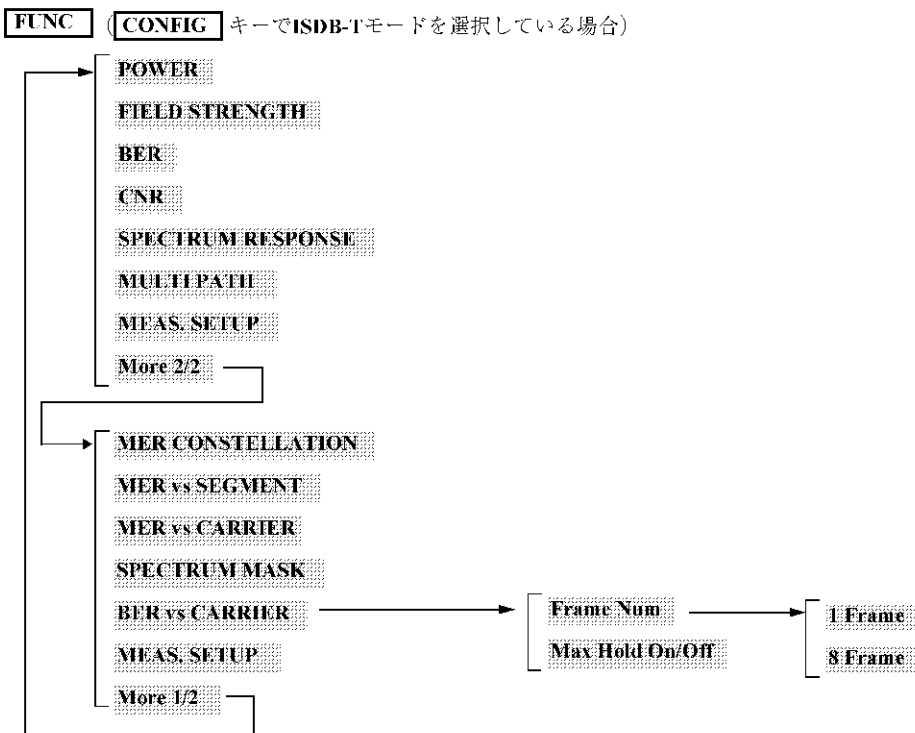 FUNC (CONFIG キーでISDB-Tモードを選択している場合)
POWER
FIELD STRENGTH
BER
CNR
SPECTRUM RESPONSE
MULTI PATH
MEAS. SETUP
More 2/2
MER CONSTELLATION
MER vs SEGMENT
MER vs CARRIER
SPECTRUM MASK
BER vs CARRIER
Frame Num
1 Frame
Max Hold On/Off
8 Frame
MEAS. SETUP
More 1/2